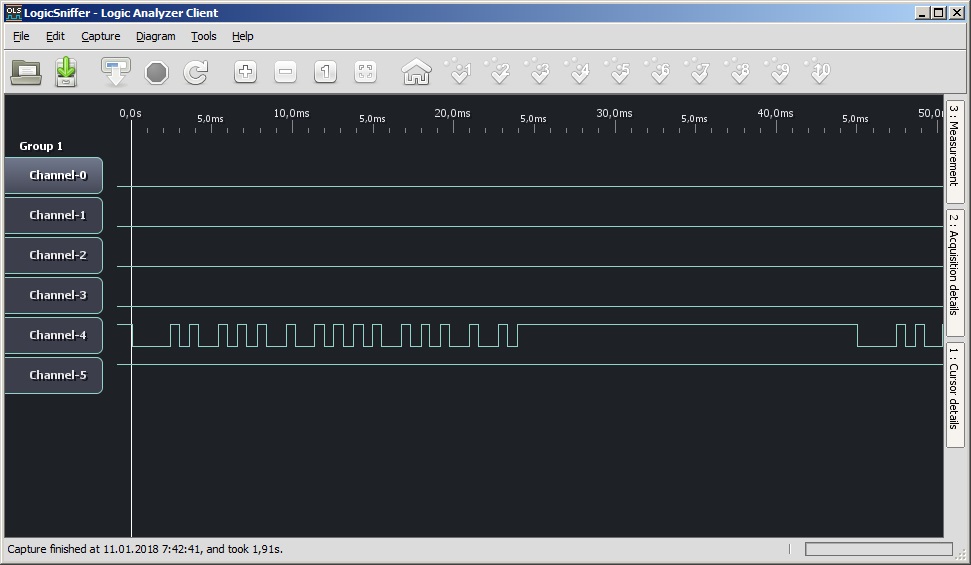 OLS LogicSniffer - Logic Analyzer Client
File Edit Capture Diagram Tools Help
1 1 2 3 4 5 6 7 8 9 10
0,0s 10,0ms 20,0ms 30,0ms 40,0ms 50,0
5,0ms 5,0ms 5,0ms 5,0ms 5,0ms
Group 1
Channel-0
Channel-1
Channel-2
Channel-3
Channel-4
Channel-5
3 : Measurement
2 : Acquisition details
1 : Cursor details
Capture finished at 11.01.2018 7:42:41, and took 1,91s.